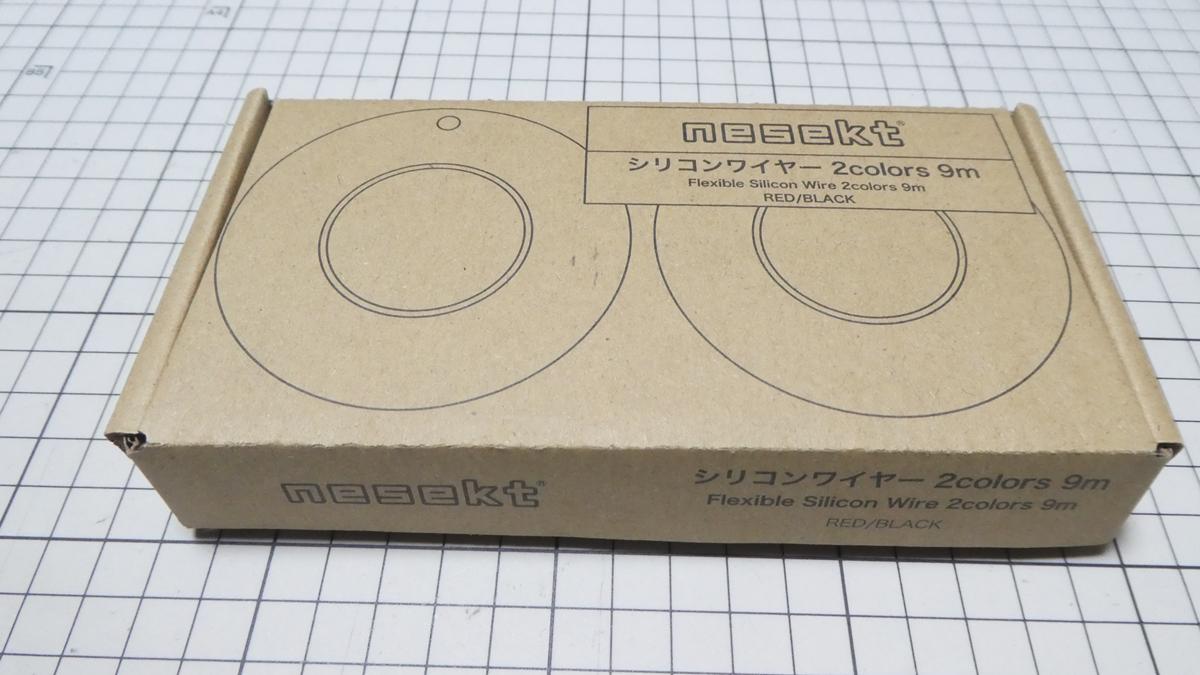 nesekt®
シリコンワイヤー 2colors 9m
Flexible Silicon Wire 2colors 9m
RED/BLACK
nesekt®
シリコンワイヤー 2colors 9m
Flexible Silicon Wire 2colors 9m
RED/BLACK